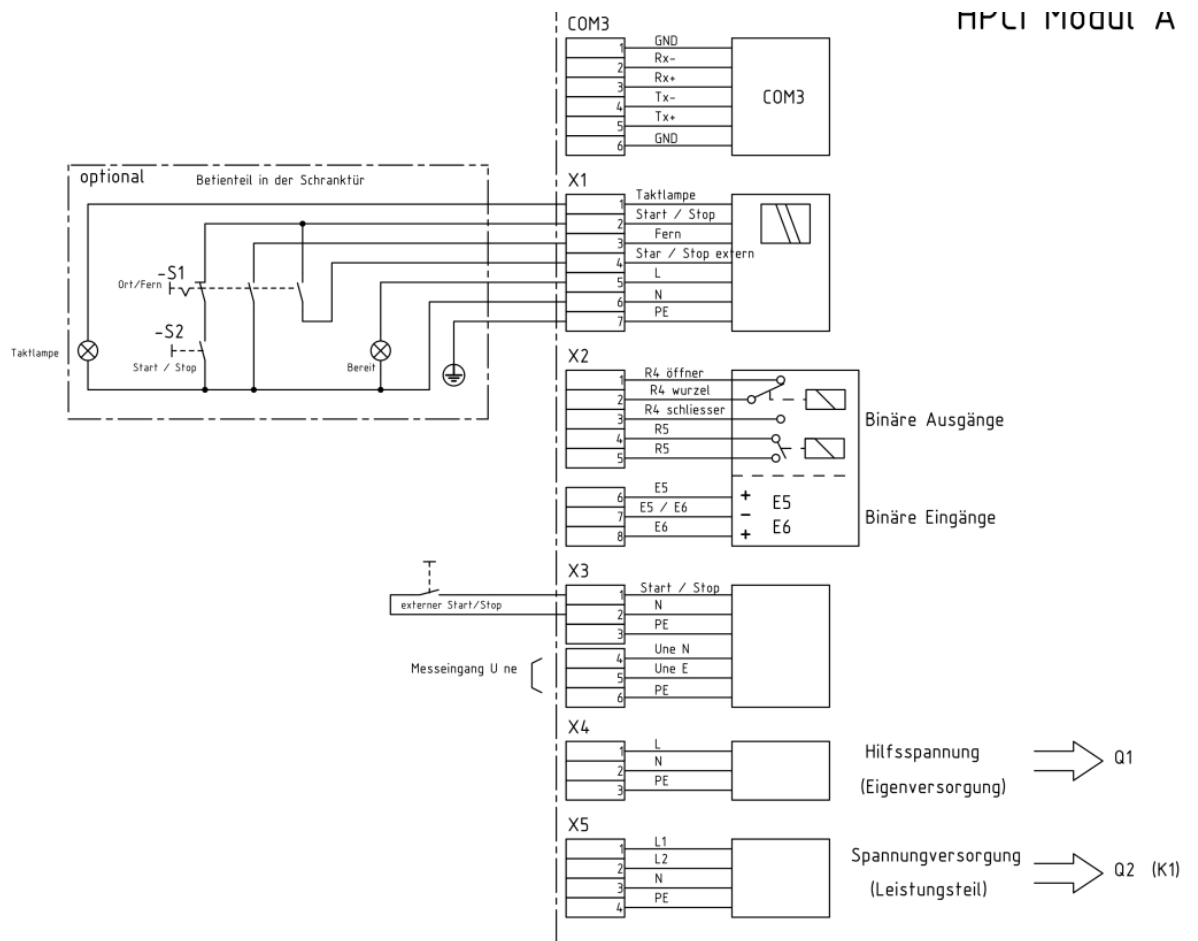 HPCI Modul A
COM3
1 GND
2 Rx-
3 Rx+
4 Tx-
5 Tx+
6 GND
COM3
optional
Betienteil in der Schranktür
X1
1 Taktlampe
2 Start / Stop
3 Fern
4 Star / Stop extern
5 L
6 N
7 PE
-S1
Ort/Fern
-S2
Start / Stop
Taktlampe
Bereit
X2
1 R4 öffner
2 R4 wurzel
3 R4 schliesser
4 R5
5 R5
Binäre Ausgänge
6 E5
7 E5 / E6
8 E6
+ E5
-
+ E6
Binäre Eingänge
X3
1 Start / Stop
2 N
3 PE
externer Start/Stop
4 Une N
5 Une E
6 PE
Messeingang U ne
X4
1 L
2 N
3 PE
Hilfsspannung
(Eigenversorgung)
Q1
X5
1 L1
2 L2
3 N
4 PE
Spannungversorgung
(Leistungsteil)
Q2 (K1)